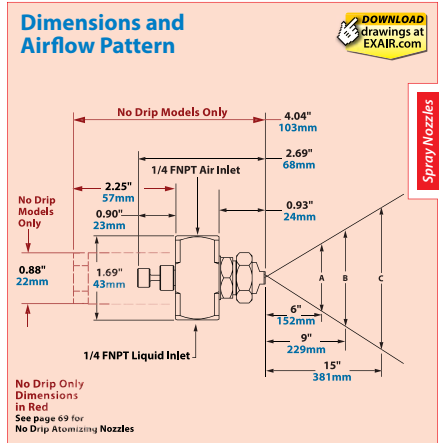 Dimensions and
Airflow Pattern
DOWNLOAD
drawings at
EXAIR.com
Spray Nozzles
No Drip Models Only
4.04"
103mm
2.69"
68mm
1/4 FNPT Air Inlet
2.25"
57mm
0.93"
24mm
0.90"
23mm
No Drip
Models
Only
0.88"
22mm
1.69"
43mm
A
B
C
6"
152mm
9"
229mm
15"
381mm
1/4 FNPT Liquid Inlet
No Drip Only
Dimensions
in Red
See page 69 for
No Drip Atomizing Nozzles